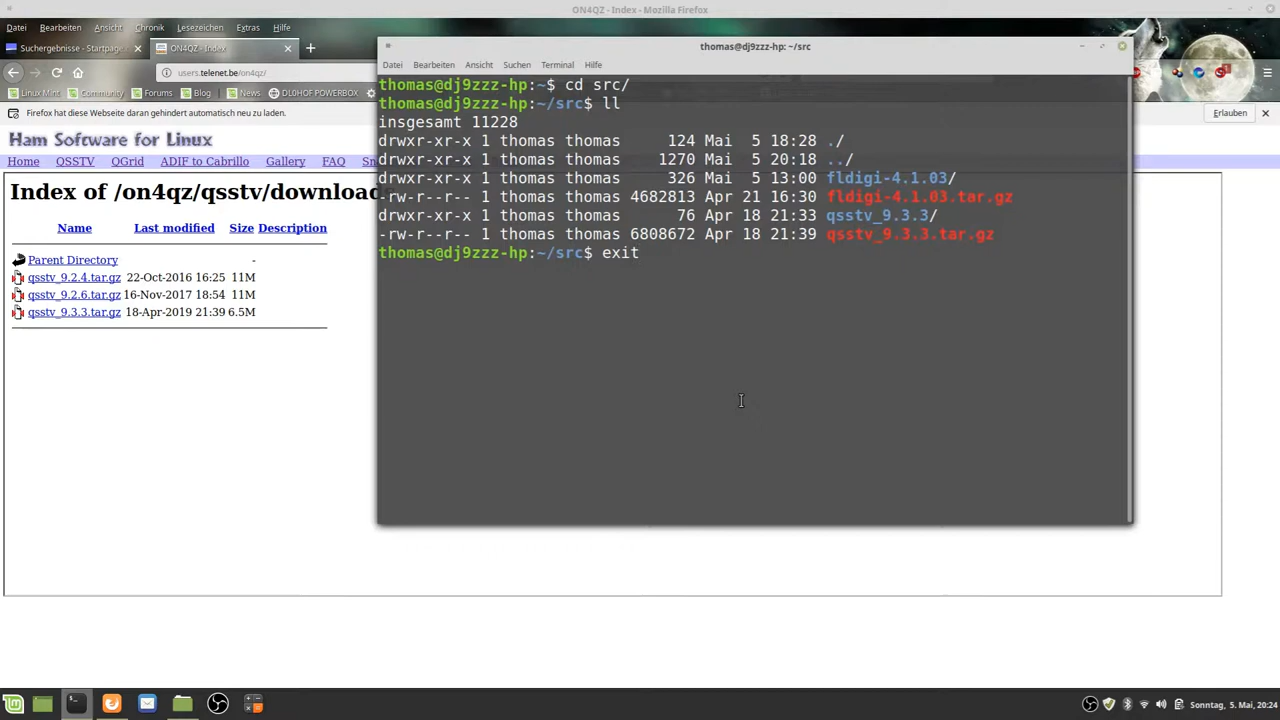 ON4QZ - Index - Mozilla Firefox
Datei Bearbeiten Ansicht Chronik Lesezeichen Extras Hilfe
Suchergebnisse - Startpage
ON4QZ - Index
users.telenet.be/on4qz/
Linux Mint Community Forums Blog News DL0HOF POWERBOX
Firefox hat diese Webseite daran gehindert automatisch neu zu laden.
Erlauben
Ham Software for Linux
Home QSSTV QGrid ADIF to Cabrillo Gallery FAQ
Index of /on4qz/qsstv/downloads
Name Last modified Size Description
Parent Directory -
qsstv_9.2.4.tar.gz 22-Oct-2016 16:25 11M
qsstv_9.2.6.tar.gz 16-Nov-2017 18:54 11M
qsstv_9.3.3.tar.gz 18-Apr-2019 21:39 6.5M
thomas@dj9zzz-hp: ~/src
Datei Bearbeiten Ansicht Suchen Terminal Hilfe
thomas@dj9zzz-hp:~$ cd src/
thomas@dj9zzz-hp:~/src$ ll
insgesamt 11228
drwxr-xr-x 1 thomas thomas 124 Mai 5 18:28 ./
drwxr-xr-x 1 thomas thomas 1270 Mai 5 20:18 ../
drwxr-xr-x 1 thomas thomas 326 Mai 5 13:00 fldigi-4.1.03/
-rw-r--r-- 1 thomas thomas 4682813 Apr 21 16:30 fldigi-4.1.03.tar.gz
drwxr-xr-x 1 thomas thomas 76 Apr 18 21:33 qsstv_9.3.3/
-rw-r--r-- 1 thomas thomas 6808672 Apr 18 21:39 qsstv_9.3.3.tar.gz
thomas@dj9zzz-hp:~/src$ exit
Sonntag, 5. Mai, 20:24